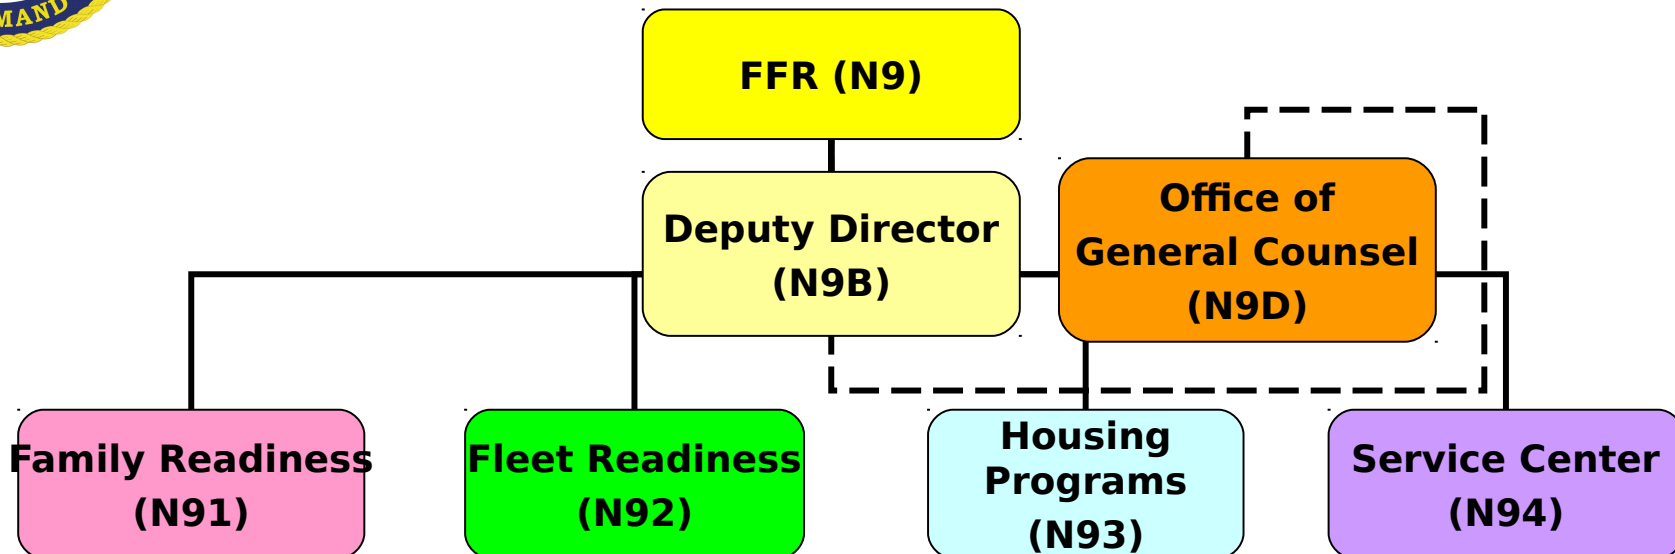 MAND
FFR (N9)
Deputy Director
(N9B)
Office of
General Counsel
(N9D)
Family Readiness
(N91)
Fleet Readiness
(N92)
Housing
Programs
(N93)
Service Center
(N94)